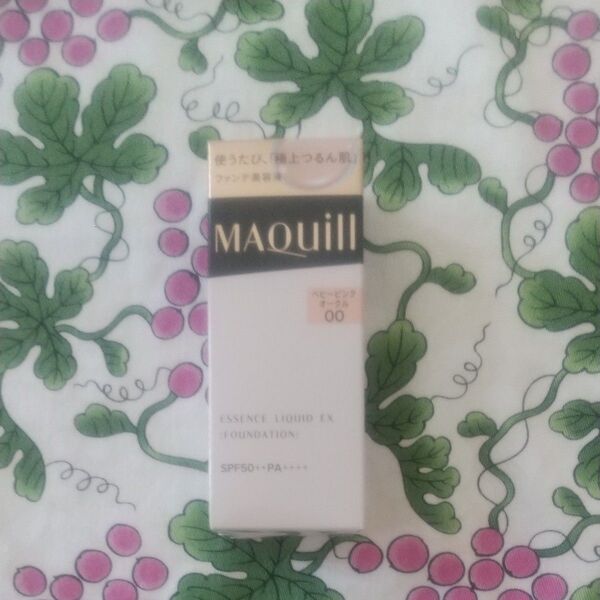 使うたび、「極上つるん肌」
ファンデ美容液
MAQuill
ベビーピンク
オークル
00
ESSENCE LIQUID EX
〈FOUNDATION〉
SPF50++PA++++